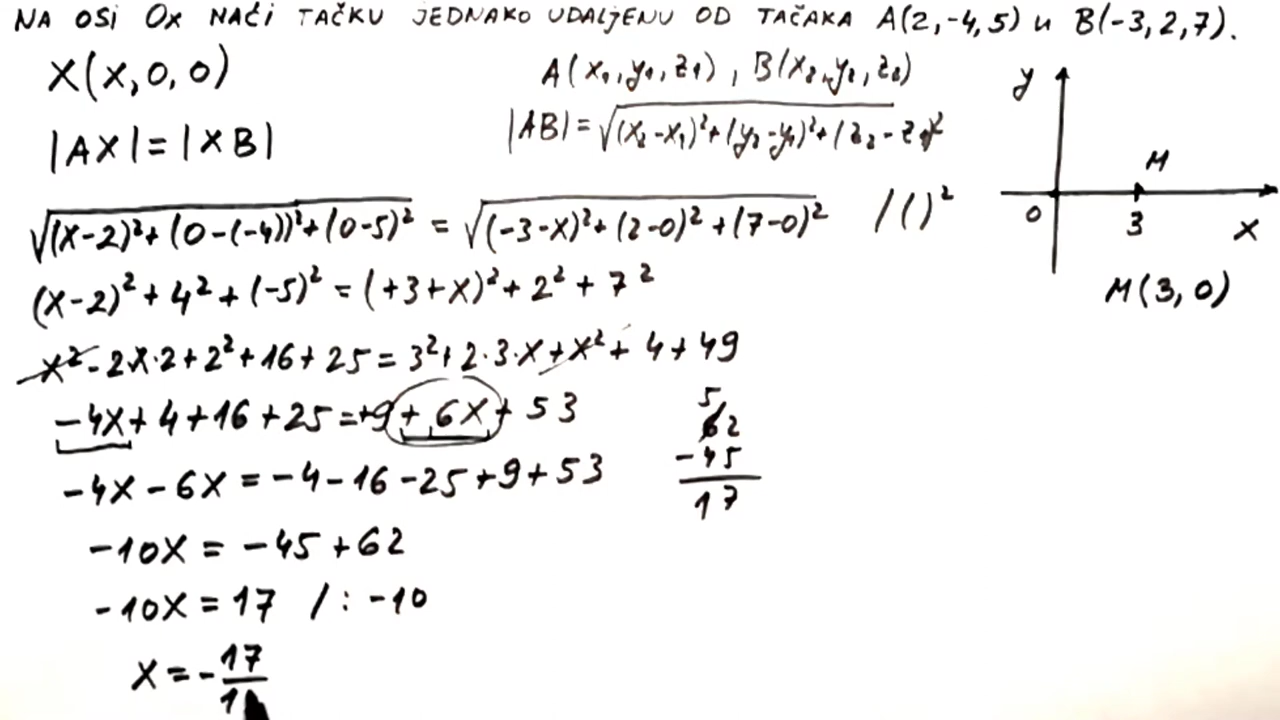 NA OSI Ox NAĆI TAČKU JEDNAKO UDALJENU OD TAČAKA A(2,-4,5) u B(-3,2,7).
X(x,0,0)
A(x₁,y₁,z₁), B(x₂,y₂,z₂)
|AX|=|XB|
|AB|=√(x₂-x₁)²+(y₂-y₁)²+(z₂-z₁)²
√(x-2)²+(0-(-4))²+(0-5)² = √(-3-x)²+(2-0)²+(7-0)² /()²
(x-2)²+4²+(-5)²=(+3+x)²+2²+7²
x²-2x·2+2²+16+25=3²+2·3·x+x²+4+49
-4x+4+16+25=+9+6x+53
-4x-6x=-4-16-25+9+53
-10x=-45+62
-10x=17 /:-10
x=-17/1
5
62
-45
17
y
M
0
3
x
M(3,0)